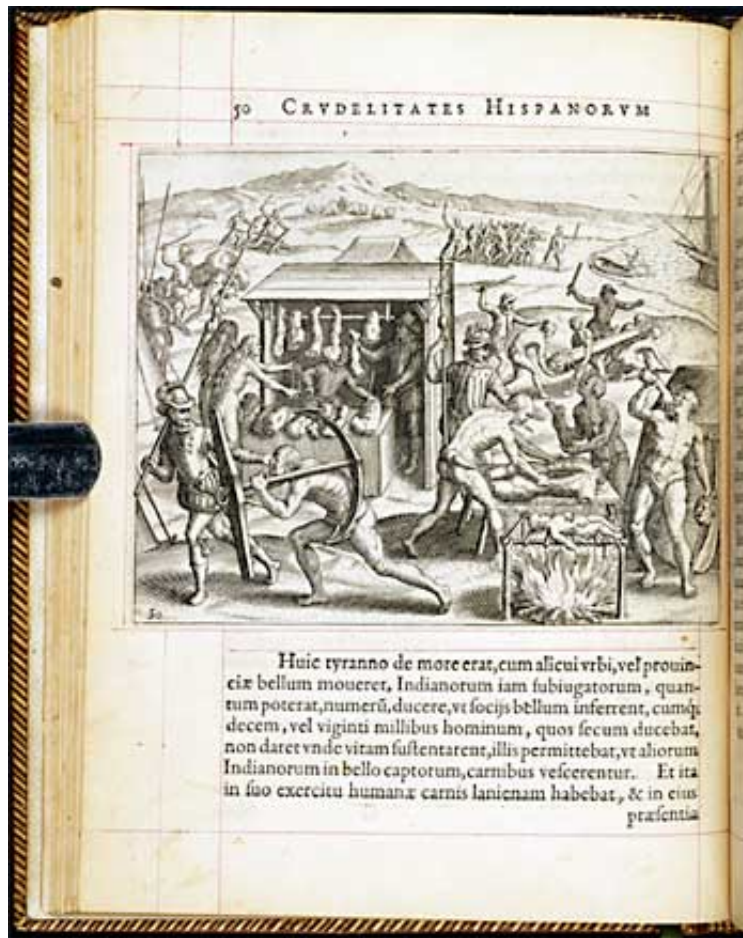 50 CRVDELITATES HISPANORVM
50
Huic tyranno de more erat, cum alicui vrbi, vel prouin-
ciæ bellum moueret, Indianorum iam subiugatorum, quan-
tum poterat, numerū, ducere, vt socijs bellum inferrent, cumq;
decem, vel viginti millibus hominum, quos secum ducebat,
non daret vnde vitam sustentarent, illis permittebat, vt aliorum
Indianorum in bello captorum, carnibus vescerentur. Et ita
in suo exercitu humanæ carnis lanienam habebat, & in eius
præsentia